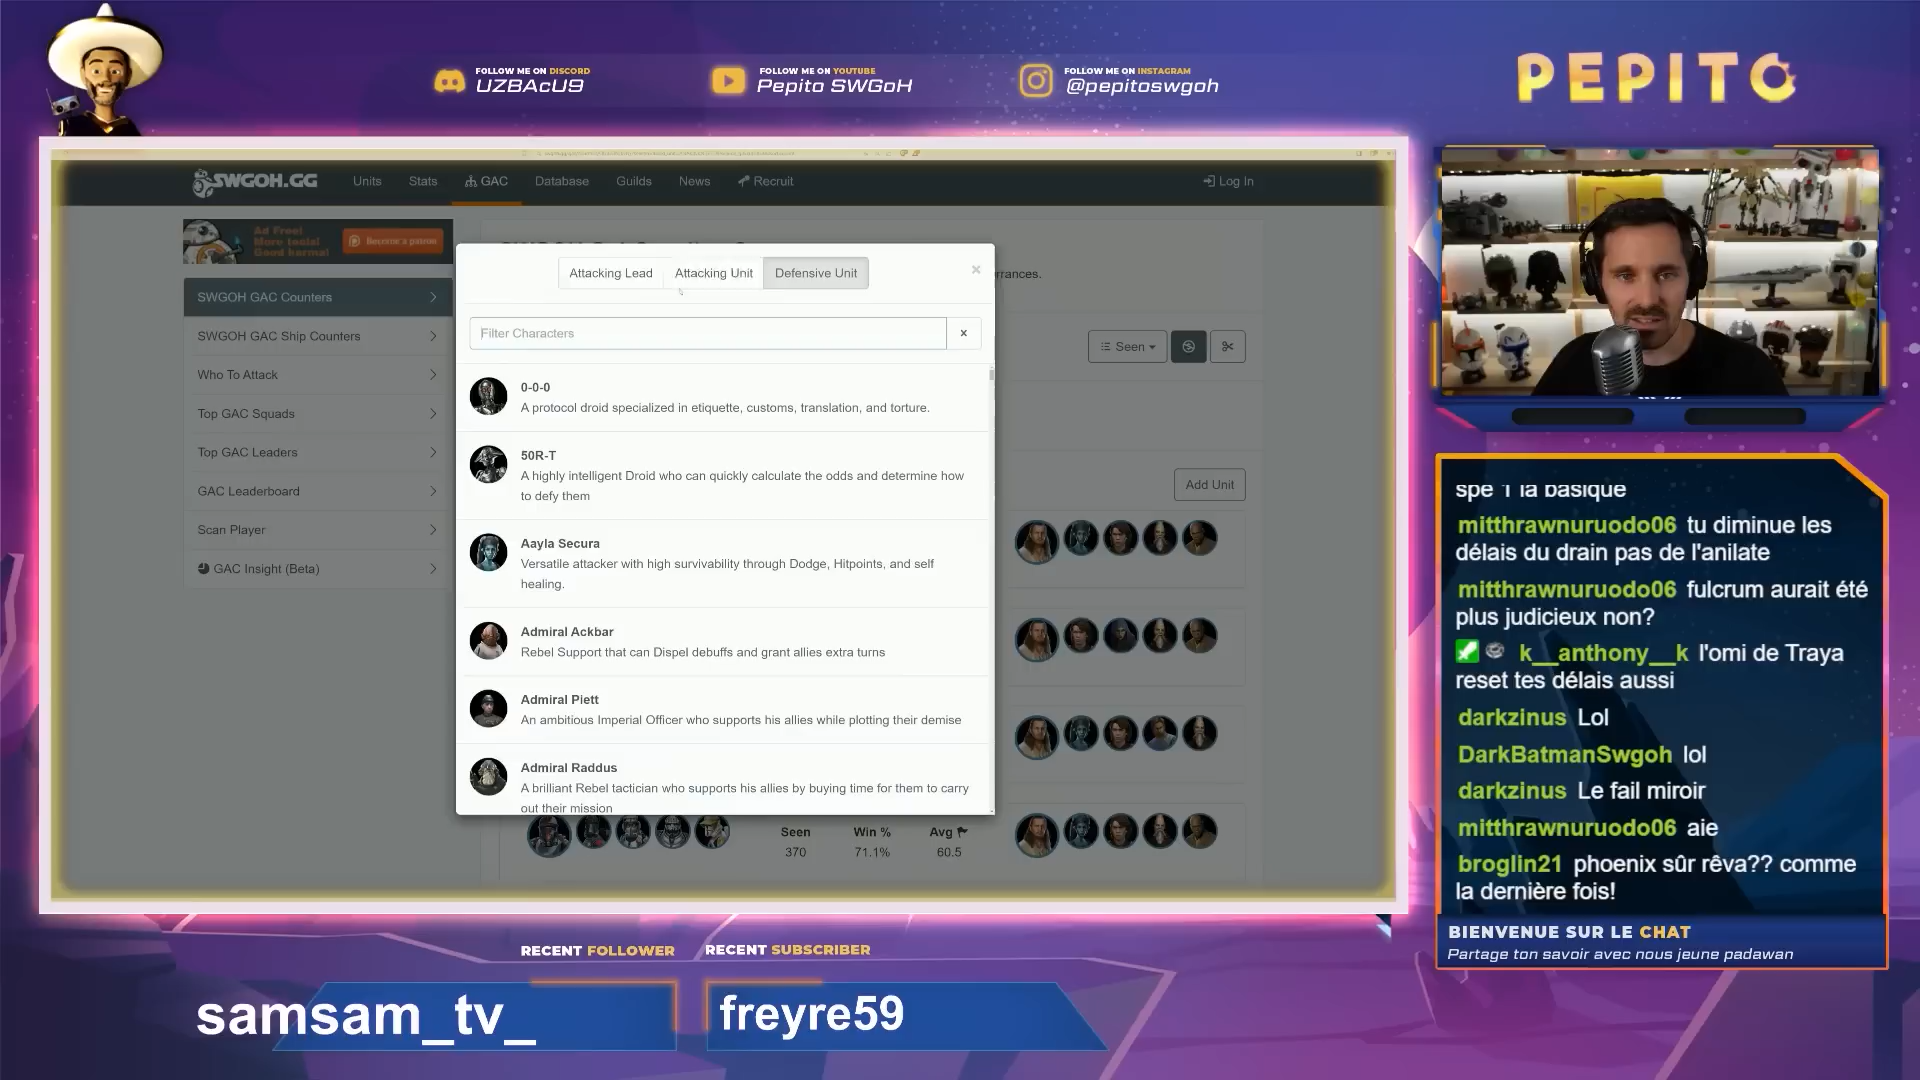 FOLLOW ME ON DISCORD
UZBAcU9
FOLLOW ME ON YOUTUBE
Pepito SWGoH
FOLLOW ME ON INSTAGRAM
@pepitoswgoh
PEPITO
SWGOH.GG
Units
Stats
GAC
Database
Guilds
News
Recruit
Log In
Ad Free!
More tools!
Good karma!
Become a patron
SWGOH GAC Counters
SWGOH GAC Ship Counters
Who To Attack
Top GAC Squads
Top GAC Leaders
GAC Leaderboard
Scan Player
GAC Insight (Beta)
Attacking Lead
Attacking Unit
Defensive Unit
×
Filter Characters
×
0-0-0
A protocol droid specialized in etiquette, customs, translation, and torture.
50R-T
A highly intelligent Droid who can quickly calculate the odds and determine how
to defy them
Aayla Secura
Versatile attacker with high survivability through Dodge, Hitpoints, and self
healing.
Admiral Ackbar
Rebel Support that can Dispel debuffs and grant allies extra turns
Admiral Piett
An ambitious Imperial Officer who supports his allies while plotting their demise
Admiral Raddus
A brilliant Rebel tactician who supports his allies by buying time for them to carry
out their mission
rrances.
Seen
Add Unit
Seen
Win %
Avg
370
71.1%
60.5
spe 1 la basique
mitthrawnuruodo06 tu diminue les
délais du drain pas de l'anilate
mitthrawnuruodo06 fulcrum aurait été
plus judicieux non?
k__anthony__k l'omi de Traya
reset tes délais aussi
darkzinus Lol
DarkBatmanSwgoh lol
darkzinus Le fail miroir
mitthrawnuruodo06 aie
broglin21 phoenix sûr rêva?? comme
la dernière fois!
BIENVENUE SUR LE CHAT
Partage ton savoir avec nous jeune padawan
RECENT FOLLOWER
samsam_tv_
RECENT SUBSCRIBER
freyre59